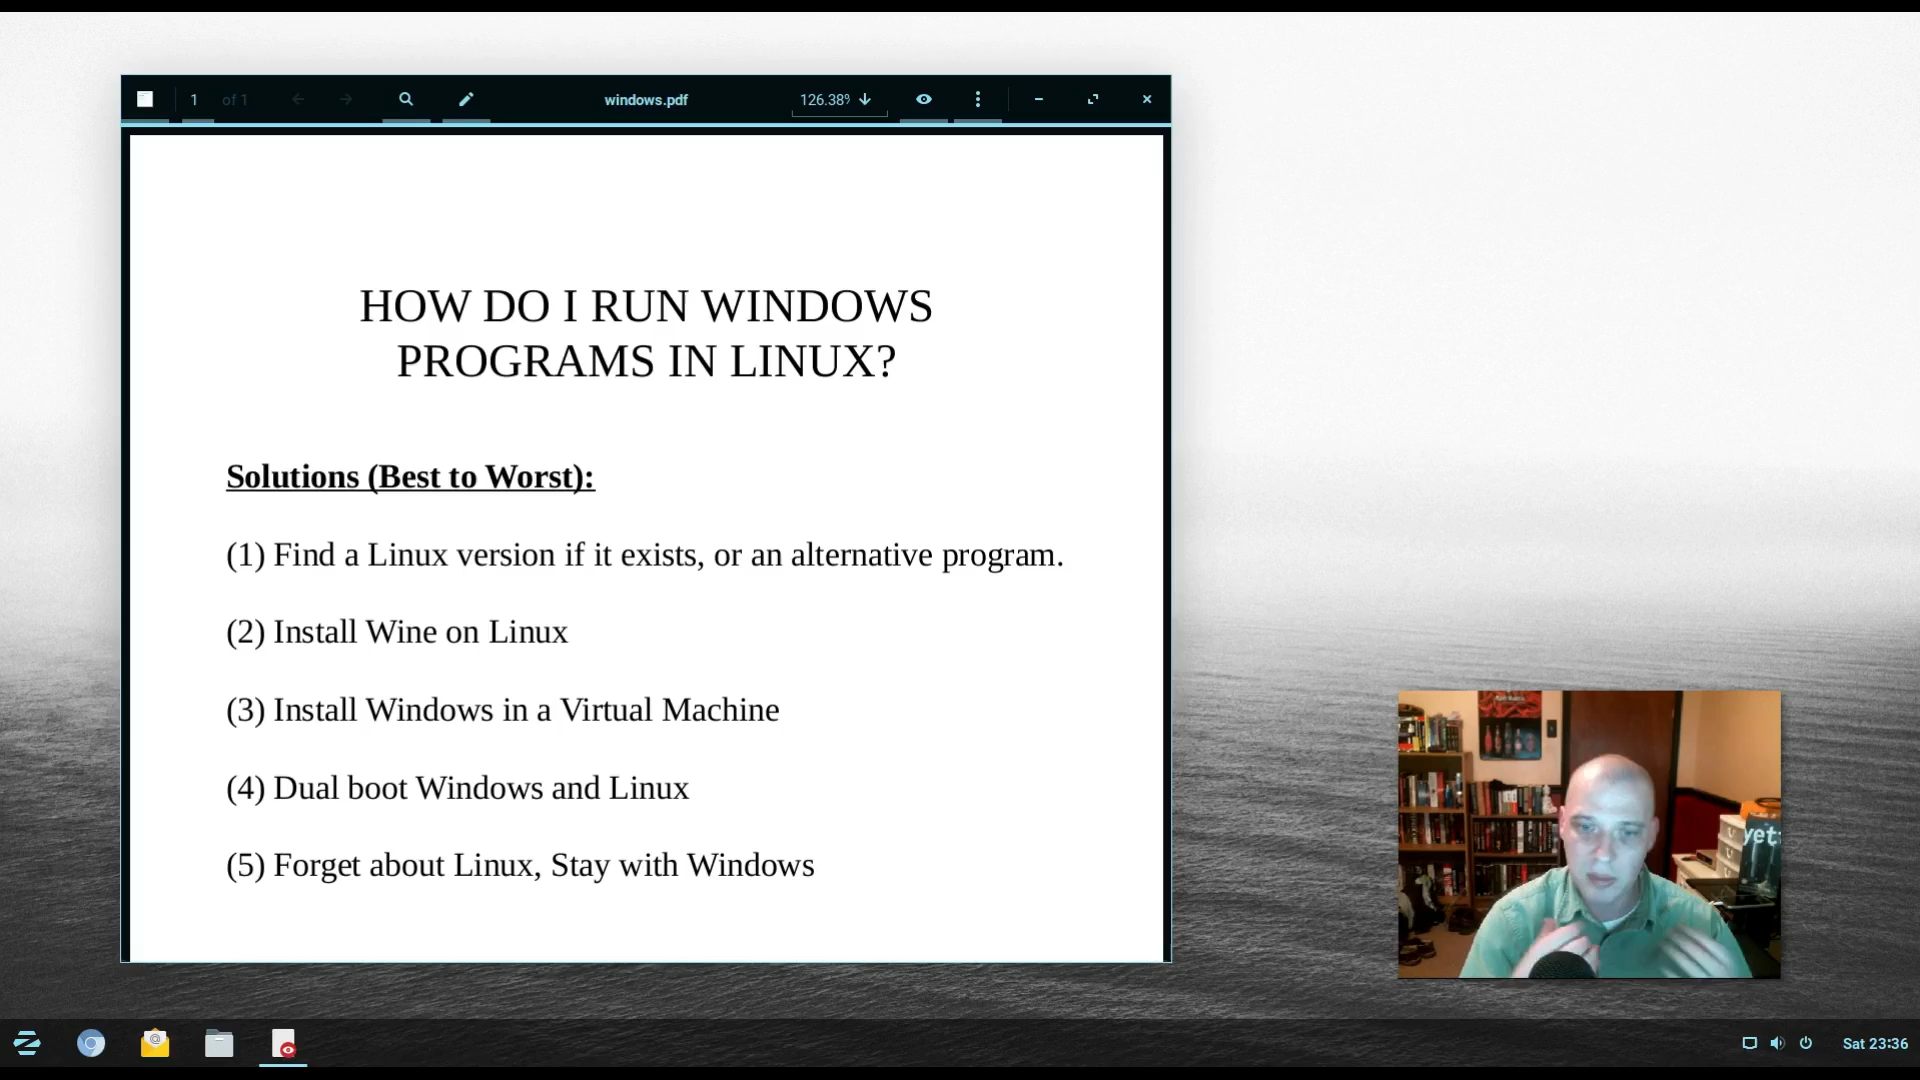 1 of 1
windows.pdf
126.38%
HOW DO I RUN WINDOWS
PROGRAMS IN LINUX?
Solutions (Best to Worst):
(1) Find a Linux version if it exists, or an alternative program.
(2) Install Wine on Linux
(3) Install Windows in a Virtual Machine
(4) Dual boot Windows and Linux
(5) Forget about Linux, Stay with Windows
yeti
Sat 23:36